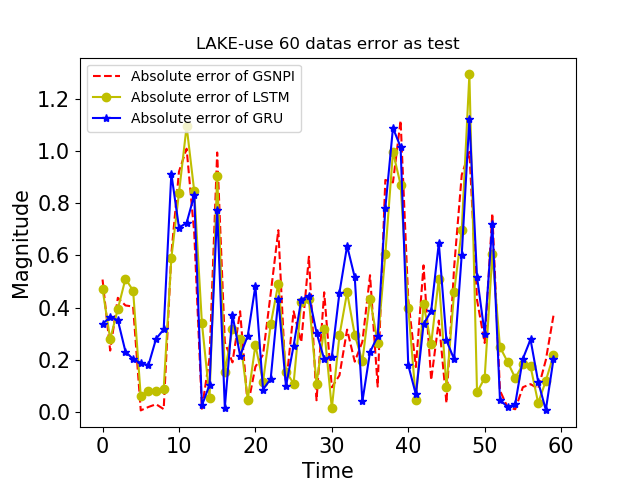 LAKE-use 60 datas error as test
Absolute error of GSNPI
Absolute error of LSTM
Absolute error of GRU
Magnitude
1.2
1.0
0.8
0.6
0.4
0.2
0.0
0 10 20 30 40 50 60
Time